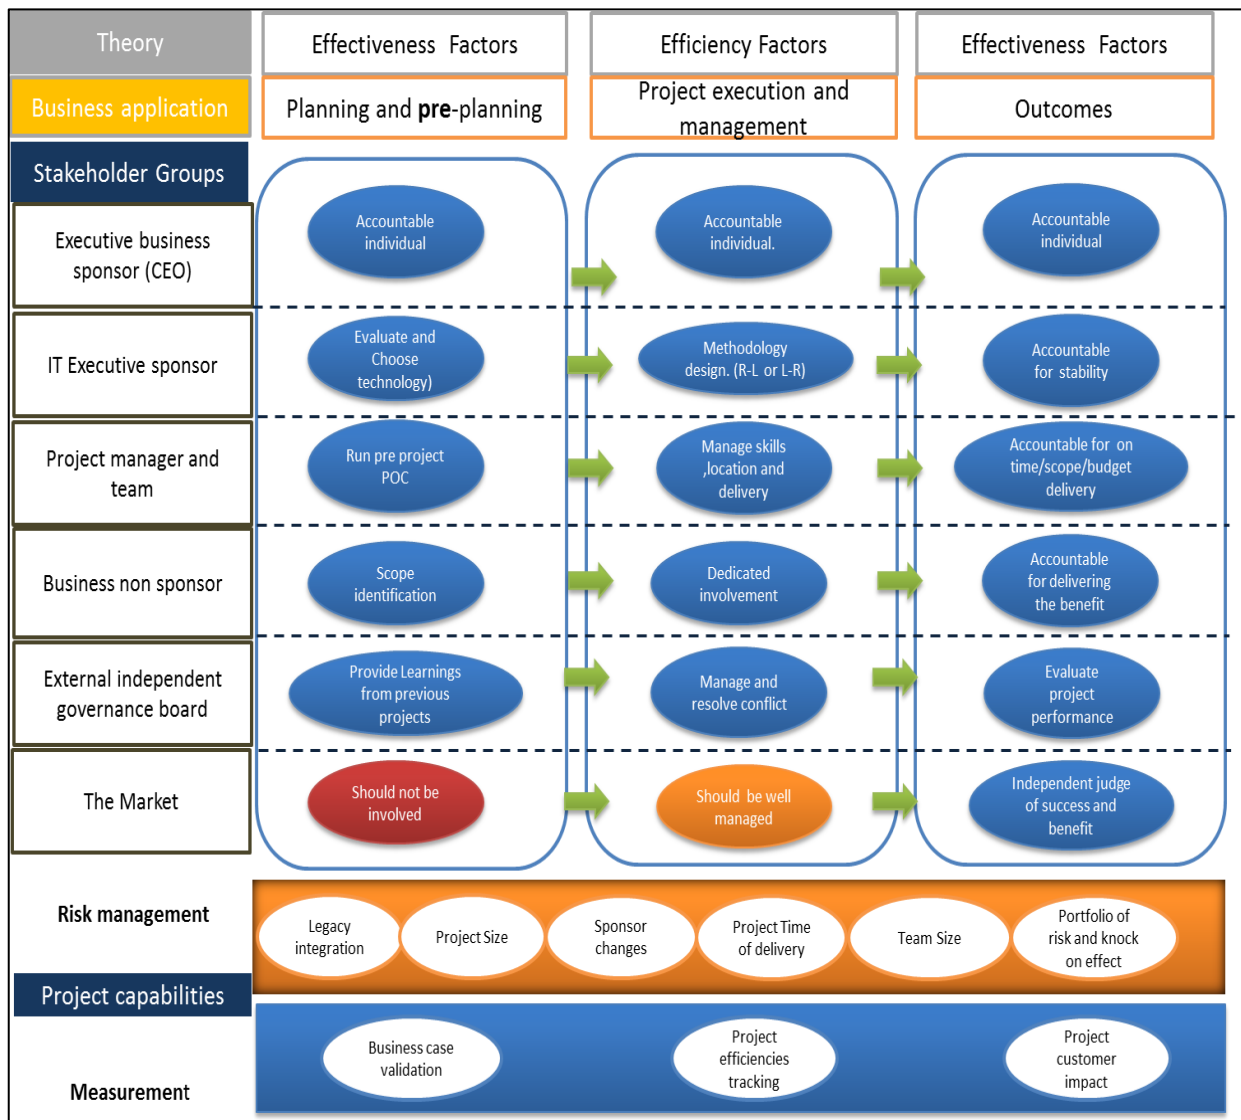 Theory
Effectiveness Factors
Efficiency Factors
Effectiveness Factors
Business application
Planning and pre-planning
Project execution and
management
Outcomes
Stakeholder Groups
Executive business
sponsor (CEO)
Accountable
individual
Accountable
individual.
Accountable
individual
IT Executive sponsor
Evaluate and
Choose
technology)
Methodology
design. (R-L or L-R)
Accountable
for stability
Project manager and
team
Run pre project
POC
Manage skills
,location and
delivery
Accountable for on
time/scope/budget
delivery
Business non sponsor
Scope
identification
Dedicated
involvement
Accountable
for delivering
the benefit
External independent
governance board
Provide Learnings
from previous
projects
Manage and
resolve conflict
Evaluate
project
performance
The Market
Should not be
involved
Should be well
managed
Independent judge
of success and
benefit
Risk management
Legacy
integration
Project Size
Sponsor
changes
Project Time
of delivery
Team Size
Portfolio of
risk and knock
on effect
Project capabilities
Measurement
Business case
validation
Project
efficiencies
tracking
Project
customer
impact